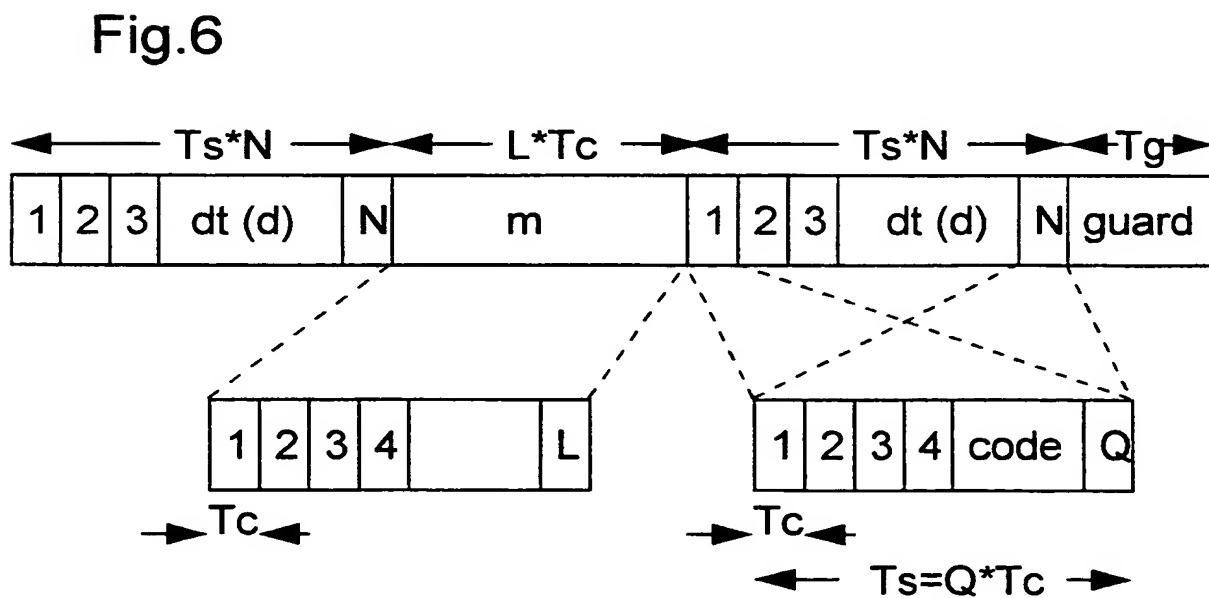 Fig.6
Ts*N L*Tc Ts*N Tg
1 2 3 dt (d) N m 1 2 3 dt (d) N guard
1 2 3 4 L 1 2 3 4 code Q
Tc Tc
Ts=Q*Tc